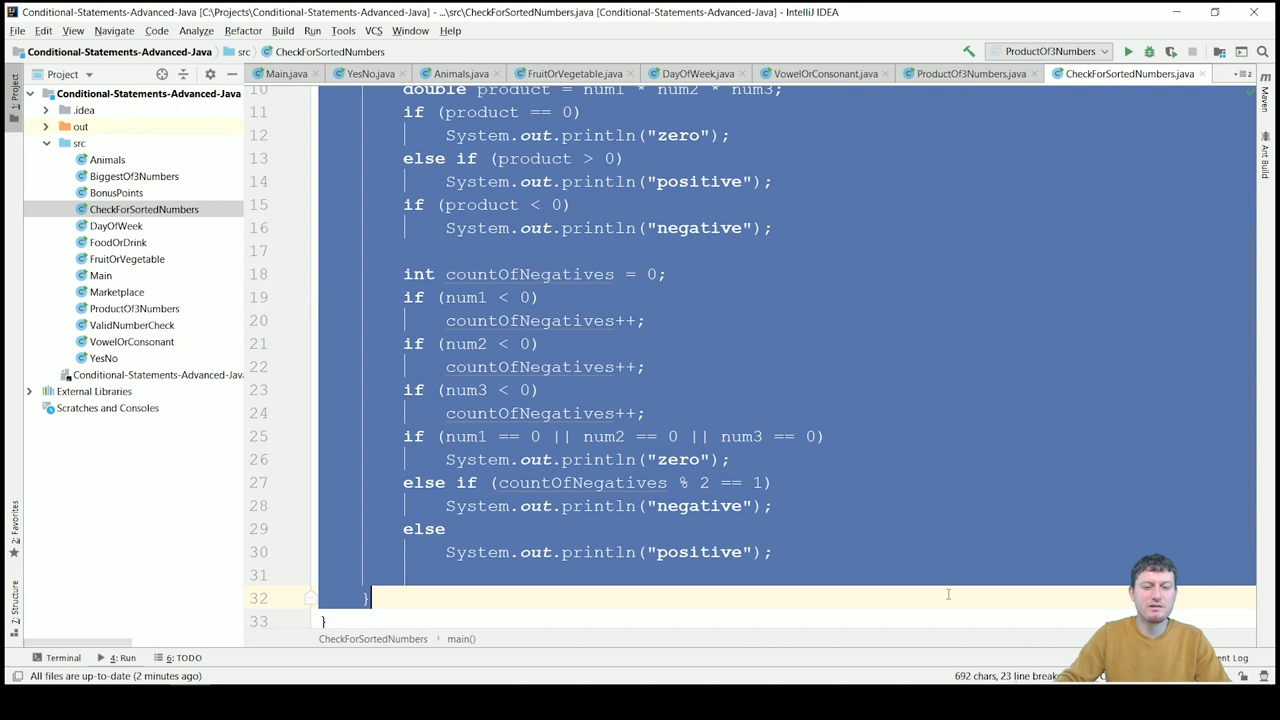 Conditional-Statements-Advanced-Java [C:\Projects\Conditional-Statements-Advanced-Java] - ...\src\CheckForSortedNumbers.java [Conditional-Statements-Advanced-Java] - IntelliJ IDEA
File Edit View Navigate Code Analyze Refactor Build Run Tools VCS Window Help
Conditional-Statements-Advanced-Java src CheckForSortedNumbers.java ProductOf3Numbers
1: Project
Project
Main.java YesNo.java Animals.java FruitOrVegetable.java DayOfWeek.java VowelOrConsonant.java ProductOf3Numbers.java CheckForSortedNumbers.java
Maven
Ant Build
Conditional-Statements-Advanced-Java
.idea
out
src
Animals
BiggestOf3Numbers
BonusPoints
CheckForSortedNumbers
DayOfWeek
FoodOrDrink
FruitOrVegetable
Main
Marketplace
ProductOf3Numbers
ValidNumberCheck
VowelOrConsonant
YesNo
Conditional-Statements-Advanced-Jav
External Libraries
Scratches and Consoles
10 double product = num1 * num2 * num3;
11 if (product == 0)
12 System.out.println("zero");
13 else if (product > 0)
14 System.out.println("positive");
15 if (product < 0)
16 System.out.println("negative");
17
18 int countOfNegatives = 0;
19 if (num1 < 0)
20 countOfNegatives++;
21 if (num2 < 0)
22 countOfNegatives++;
23 if (num3 < 0)
24 countOfNegatives++;
25 if (num1 == 0 || num2 == 0 || num3 == 0)
26 System.out.println("zero");
27 else if (countOfNegatives % 2 == 1)
28 System.out.println("negative");
29 else
30 System.out.println("positive");
31
32 }
33 }
CheckForSortedNumbers main()
2: Favorites
7: Structure
Terminal 4: Run 6: TODO ent Log
All files are up-to-date (2 minutes ago) 692 chars, 23 line break